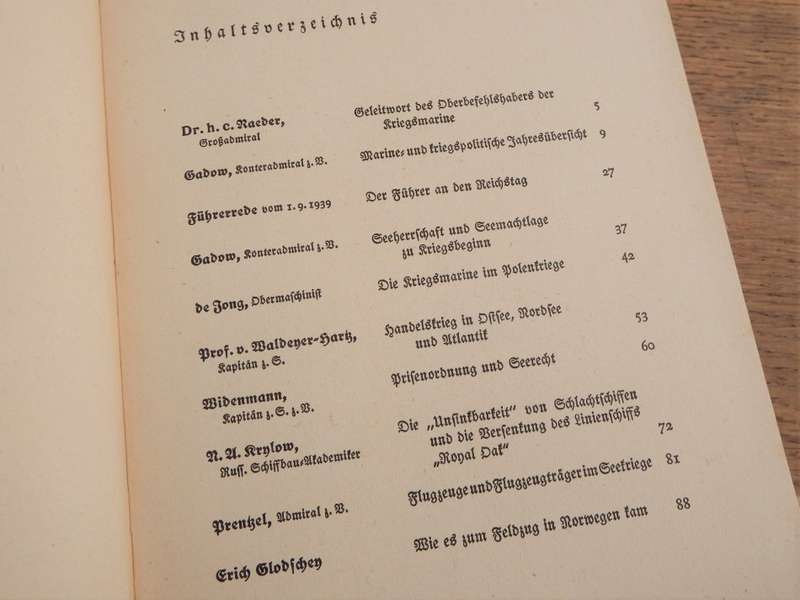 Inhaltsverzeichnis
Dr. h. c. Raeder, Geleitwort des Oberbefehlshabers der
Großadmiral Kriegsmarine 5
Gadow, Konteradmiral z. V. Marine- und kriegspolitische Jahresübersicht 9
Führerrede vom 1. 9. 1939 Der Führer an den Reichstag 27
Gadow, Konteradmiral z. V. Seeherrschaft und Seemachtlage
zu Kriegsbeginn 37
de Jong, Obermaschinist Die Kriegsmarine im Polenkriege 42
Prof. v. Waldeyer-Hartz, Handelskrieg in Ostsee, Nordsee
Kapitän z. S. und Atlantik 53
Widenmann, Prisenordnung und Seerecht 60
Kapitän z. S. z. V.
N. A. Krylow, Die „Unsinkbarkeit“ von Schlachtschiffen
Russ. Schiffbau-Akademiker und die Versenkung des Linienschiffs
„Royal Oak“ 72
Prentzel, Admiral z. V. Flugzeuge und Flugzeugträger im Seekriege 81
Erich Glodschey Wie es zum Feldzug in Norwegen kam 88